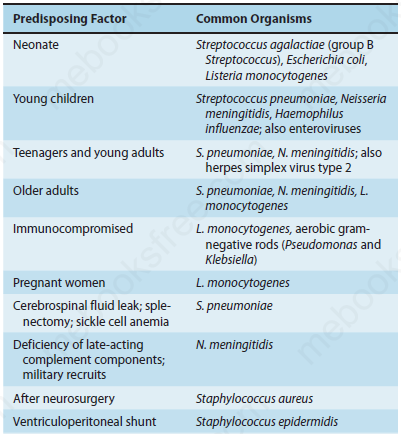 Predisposing Factor Common Organisms
Neonate Streptococcus agalactiae (group B
Streptococcus), Escherichia coli,
Listeria monocytogenes
Young children Streptococcus pneumoniae, Neisseria
meningitidis, Haemophilus
influenzae; also enteroviruses
Teenagers and young adults S. pneumoniae, N. meningitidis; also
herpes simplex virus type 2
Older adults S. pneumoniae, N. meningitidis, L.
monocytogenes
Immunocompromised L. monocytogenes, aerobic gram-
negative rods (Pseudomonas and
Klebsiella)
Pregnant women L. monocytogenes
Cerebrospinal fluid leak; sple- S. pneumoniae
nectomy; sickle cell anemia
Deficiency of late-acting N. meningitidis
complement components;
military recruits
After neurosurgery Staphylococcus aureus
Ventriculoperitoneal shunt Staphylococcus epidermidis
mebooksfree.com